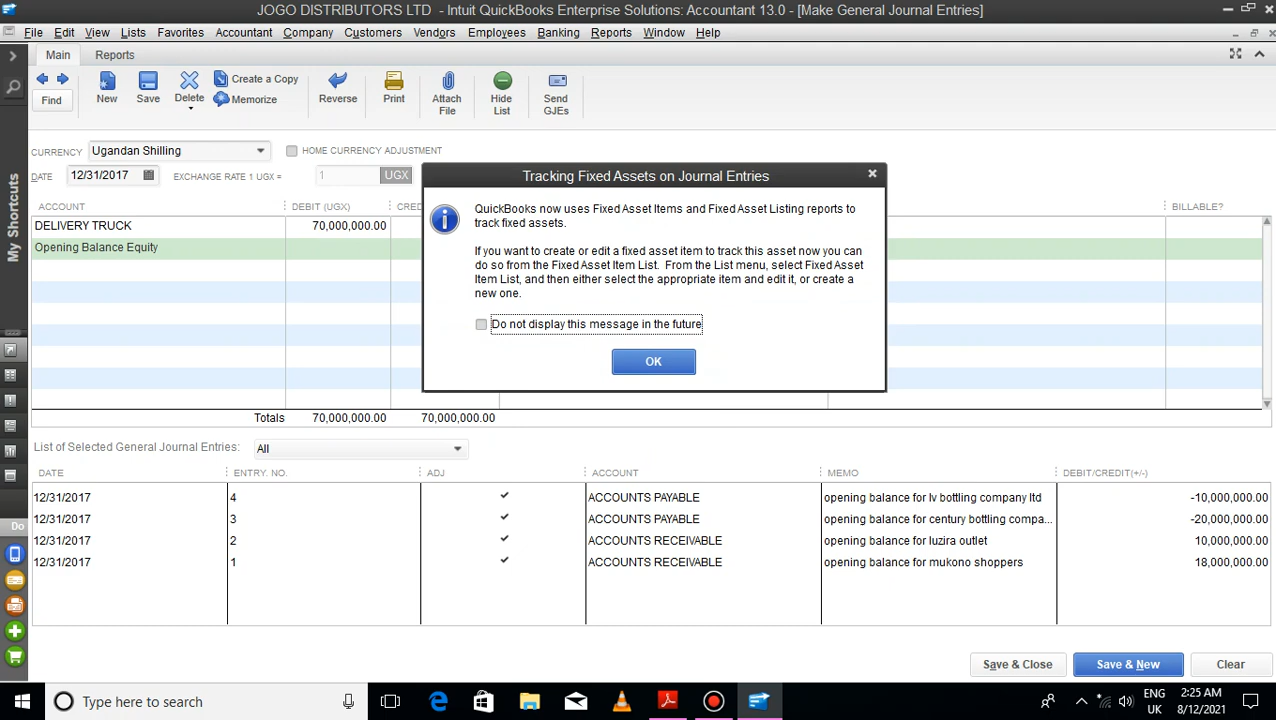 JOGO DISTRIBUTORS LTD - Intuit QuickBooks Enterprise Solutions: Accountant 13.0 - [Make General Journal Entries]
File Edit View Lists Favorites Accountant Company Customers Vendors Employees Banking Reports Window Help
Main Reports
Find New Save Delete Create a Copy Memorize Reverse Print Attach File Hide List Send GJEs
CURRENCY Ugandan Shilling HOME CURRENCY ADJUSTMENT
DATE 12/31/2017 EXCHANGE RATE 1 UGX = 1 UGX
My Shortcuts
Do
ACCOUNT DEBIT (UGX) CRED BILLABLE?
DELIVERY TRUCK 70,000,000.00
Opening Balance Equity
Totals 70,000,000.00 70,000,000.00
Tracking Fixed Assets on Journal Entries
QuickBooks now uses Fixed Asset Items and Fixed Asset Listing reports to
track fixed assets.
If you want to create or edit a fixed asset item to track this asset now you can
do so from the Fixed Asset Item List. From the List menu, select Fixed Asset
Item List, and then either select the appropriate item and edit it, or create a
new one.
Do not display this message in the future
OK
List of Selected General Journal Entries: All
DATE ENTRY. NO. ADJ ACCOUNT MEMO DEBIT/CREDIT(+/-)
12/31/2017 4 ACCOUNTS PAYABLE opening balance for lv bottling company ltd -10,000,000.00
12/31/2017 3 ACCOUNTS PAYABLE opening balance for century bottling compa... -20,000,000.00
12/31/2017 2 ACCOUNTS RECEIVABLE opening balance for luzira outlet 10,000,000.00
12/31/2017 1 ACCOUNTS RECEIVABLE opening balance for mukono shoppers 18,000,000.00
Save & Close Save & New Clear
Type here to search
ENG 2:25 AM
UK 8/12/2021